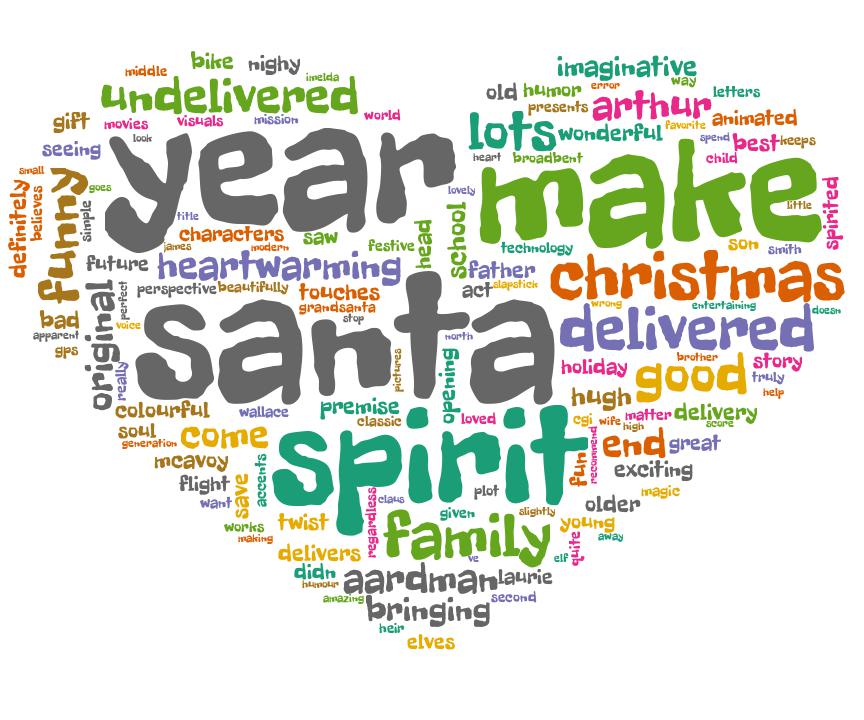 bike nighy
middle imelda
undelivered
imaginative
way
old humor error letters
presents arthur
gift movies visuals mission world
animated
lots wonderful favorite
look
seeing
year
spend best keeps
heart broadbent child
small
definitely
believes
funny
goes
simple
title
make
lovely
little
spirited
characters
saw
james modern
festive
head
school
technology
son smith
future heartwarming
father
christmas
perspective beautifully touches
act slapstick
original
perfect
grandsanta
stop
wrong entertaining doesn
bad
voice
apparent
gps
santa
delivered
north
really
pictures
opening
holiday brother story
good truly
help
colourful wallace premise
classic loved
hugh
soul
generation
come
spirit
cgi wife matter delivery
high score
mcavoy
end great
fun
recommend
exciting
flight
accents
save
want
claus
plot
magic
older
regardless
works
making
twist
given slightly
young
away
delivers
family
ve
elf
quite
didn
humour
aardman laurie
amazing
bringing second
heir
elves